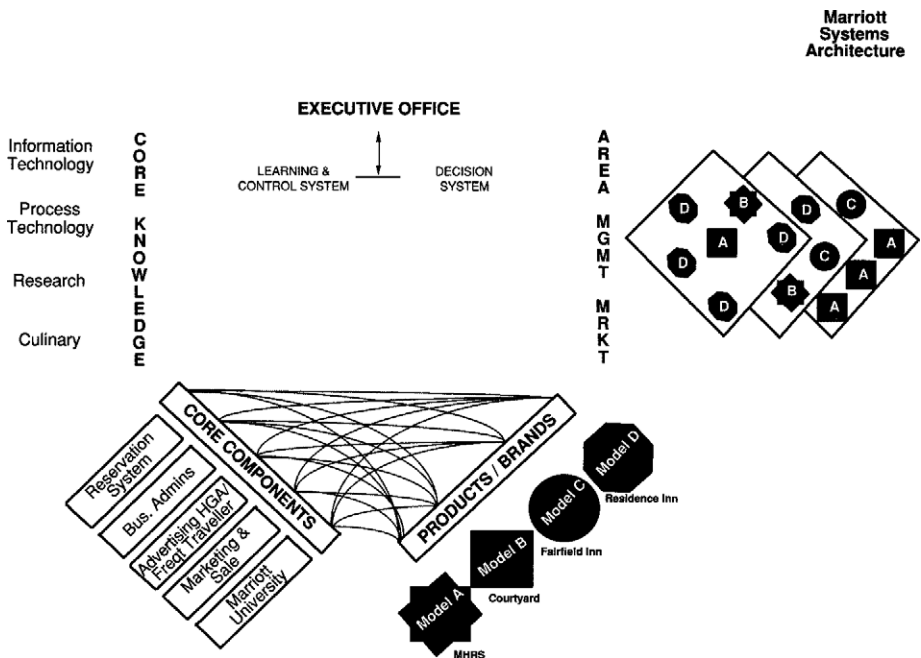 Marriott
Systems
Architecture
EXECUTIVE OFFICE
LEARNING &
CONTROL SYSTEM
DECISION
SYSTEM
Information
Technology
Process
Technology
Research
Culinary
CORE KNOWLEDGE
AREA MGMT MRKT
D
B
A
D
D
D
D
C
B
C
A
A
A
CORE COMPONENTS
Reservation
System
Bus. Admins
Advertising HGA/
Freqt Traveller
Marketing &
Sale
Marriott
University
PRODUCTS / BRANDS
Model D
Residence Inn
Model C
Fairfield Inn
Model B
Courtyard
Model A
MHRS